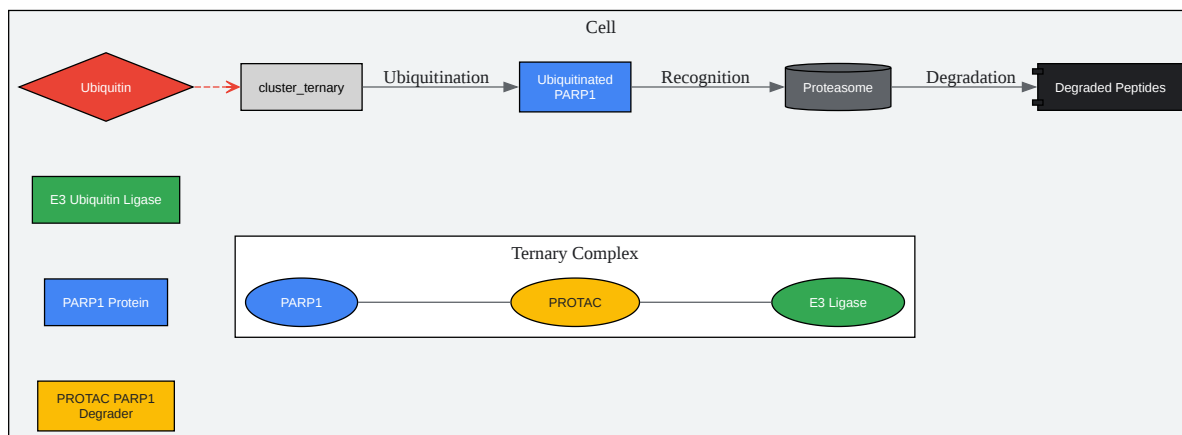 Cell
Ubiquitin
cluster_ternary
Ubiquitination
Ubiquitinated
PARP1
Recognition
Proteasome
Degradation
Degraded Peptides
E3 Ubiquitin Ligase
Ternary Complex
PARP1 Protein
PARP1
PROTAC
E3 Ligase
PROTAC PARP1
Degrader